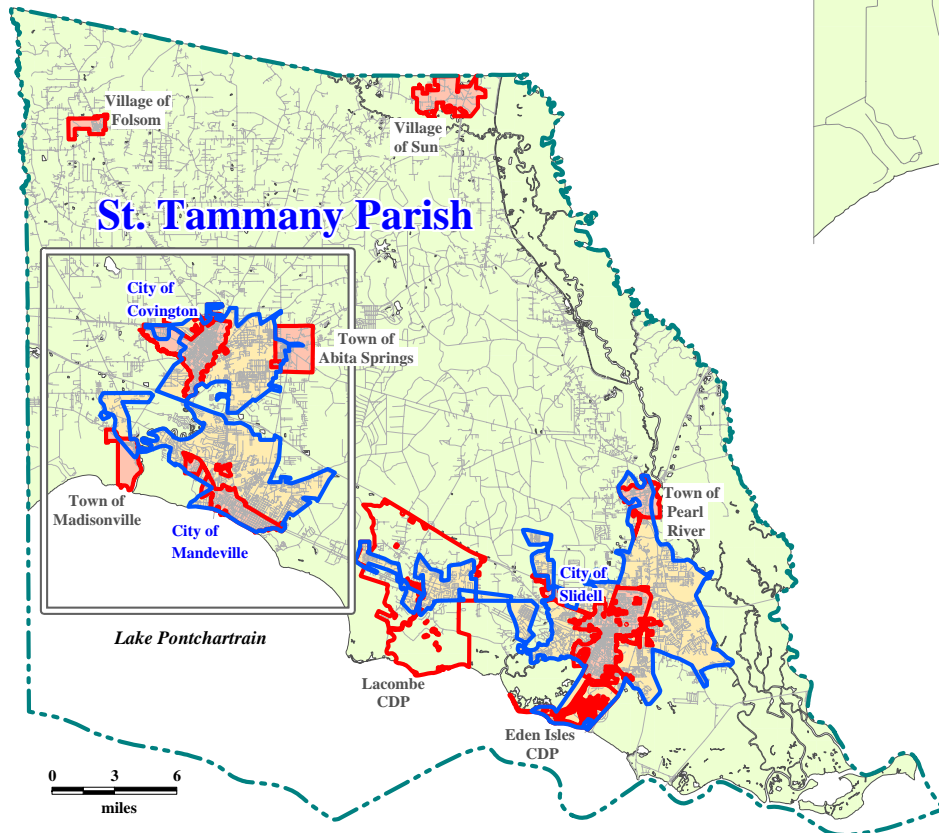 Village of
Folsom
Village
of Sun
St. Tammany Parish
City of
Covington
Town of
Abita Springs
Town of
Madisonville
City of
Mandeville
Town of
Pearl
River
City of
Slidell
Lake Pontchartrain
Lacombe
CDP
Eden Isles
CDP
0 3 6
miles